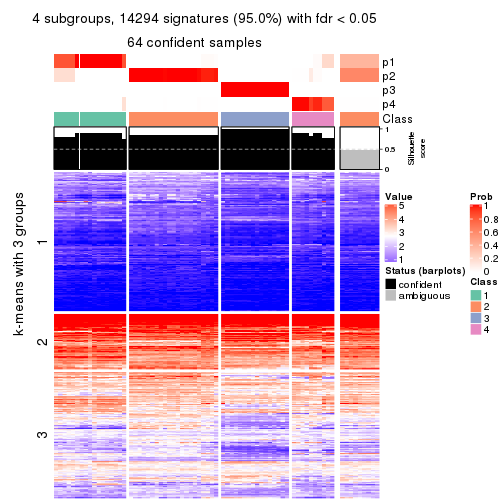 4 subgroups, 14294 signatures (95.0%) with fdr < 0.05
64 confident samples
p1
p2
p3
p4
Class
1
0.5
0
Silhouette
score
k-means with 3 groups
1
2
3
Value
5
4
3
2
1
Status (barplots)
confident
ambiguous
Prob
1
0.8
0.6
0.4
0.2
0
Class
1
2
3
4